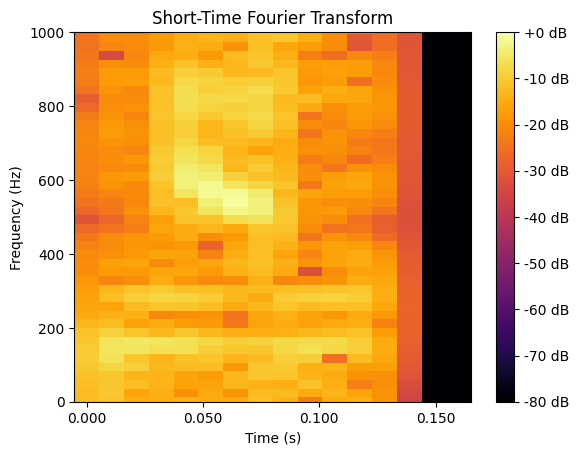 Short-Time Fourier Transform
1000
800
600
400
200
0
Frequency (Hz)
0.000
0.050
0.100
0.150
Time (s)
+0 dB
-10 dB
-20 dB
-30 dB
-40 dB
-50 dB
-60 dB
-70 dB
-80 dB